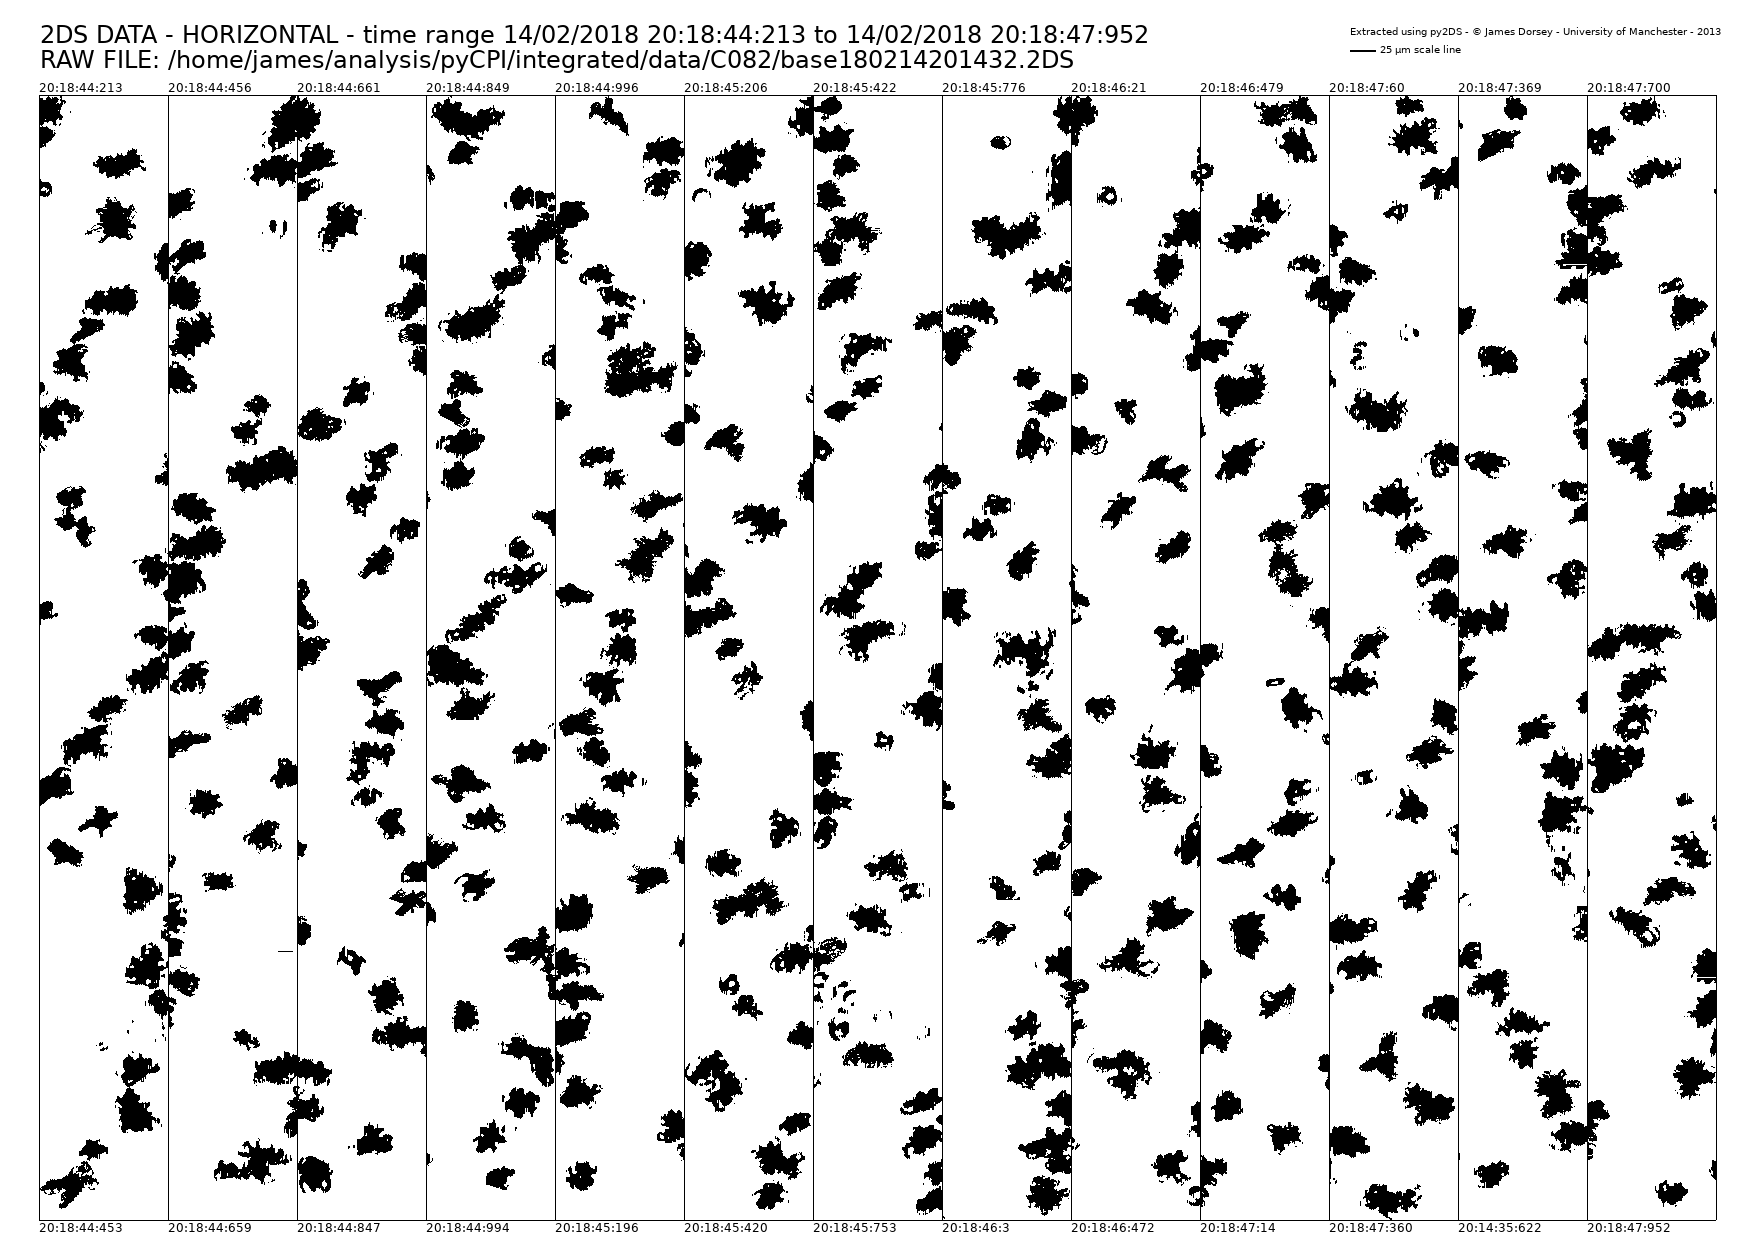 2DS DATA - HORIZONTAL - time range 14/02/2018 20:18:44:213 to 14/02/2018 20:18:47:952
RAW FILE: /home/james/analysis/pyCPI/integrated/data/C082/base180214201432.2DS
Extracted using py2DS - © James Dorsey - University of Manchester - 2013
25 µm scale line
20:18:44:213 20:18:44:456 20:18:44:661 20:18:44:849 20:18:44:996 20:18:45:206 20:18:45:422 20:18:45:776 20:18:46:21 20:18:46:479 20:18:47:60 20:18:47:369 20:18:47:700
20:18:44:453 20:18:44:659 20:18:44:847 20:18:44:994 20:18:45:196 20:18:45:420 20:18:45:753 20:18:46:3 20:18:46:472 20:18:47:14 20:18:47:360 20:14:35:622 20:18:47:952